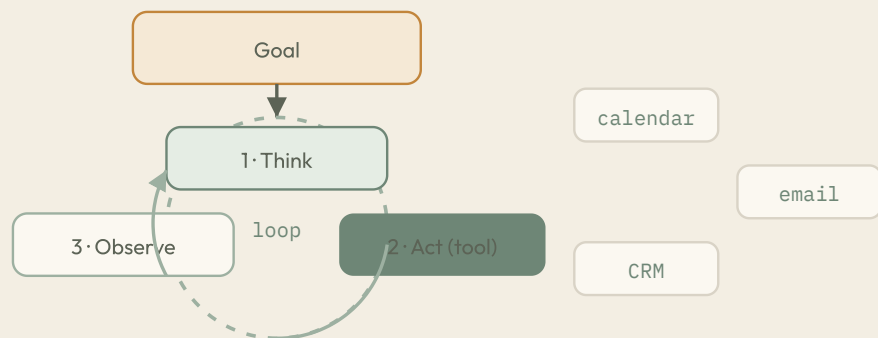 Goal
calendar
1·Think
email
loop
3·Observe
2·Act (tool)
CRM